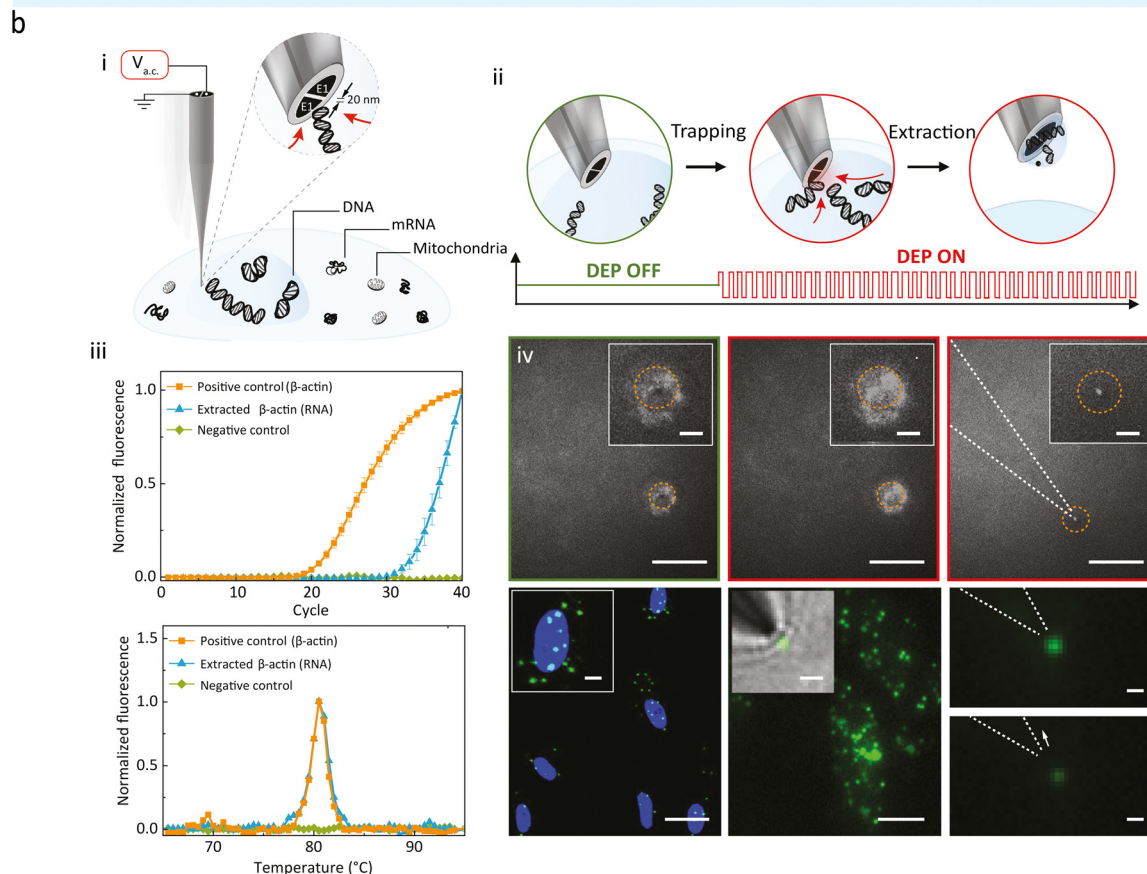 b
i
V a.c.
E1
E1
20 nm
DNA
mRNA
Mitochondria
ii
Trapping
Extraction
DEP OFF
DEP ON
iii
Normalized fluorescence
1.0
0.5
0.0
Positive control (β-actin)
Extracted β-actin (RNA)
Negative control
0
10
20
30
40
Cycle
Normalized fluorescence
1.5
1.0
0.5
0.0
Positive control (β-actin)
Extracted β-actin (RNA)
Negative control
70
80
90
Temperature (°C)
iv